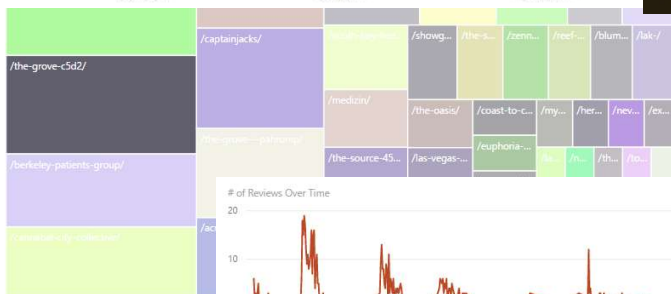 /captainjacks/
/showg...
/the-s...
/zenn...
/reef-...
/blum...
/lak-/
/the-grove-c5d2/
/medizin/
/the-oasis/
/coast-to-c...
/my...
/her...
/nev...
/ex...
/euphoria-...
/the-source-45...
/las-vegas-...
/n...
/th...
/to...
/berkeley-patients-group/
# of Reviews Over Time
20
10